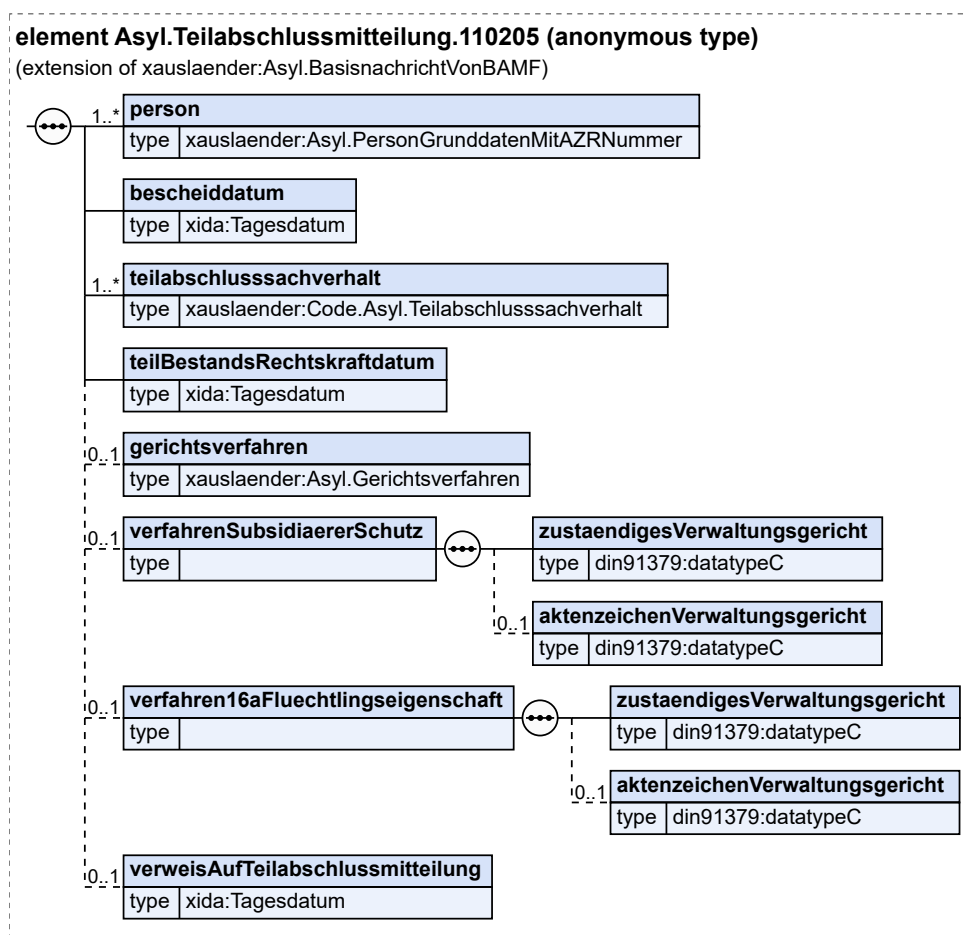 element Asyl.Teilabschlussmitteilung.110205 (anonymous type)
(extension of xauslaender:Asyl.BasisnachrichtVonBAMF)
1..* person
type xauslaender:Asyl.PersonGrunddatenMitAZRNummer
bescheiddatum
type xida:Tagesdatum
1..* teilabschlusssachverhalt
type xauslaender:Code.Asyl.Teilabschlusssachverhalt
teilBestandsRechtskraftdatum
type xida:Tagesdatum
0..1 gerichtsverfahren
type xauslaender:Asyl.Gerichtsverfahren
0..1 verfahrenSubsidiaererSchutz
type
zustaendigesVerwaltungsgericht
type din91379:datatypeC
0..1 aktenzeichenVerwaltungsgericht
type din91379:datatypeC
0..1 verfahren16aFluechtlingseigenschaft
type
zustaendigesVerwaltungsgericht
type din91379:datatypeC
0..1 aktenzeichenVerwaltungsgericht
type din91379:datatypeC
0..1 verweisAufTeilabschlussmitteilung
type xida:Tagesdatum